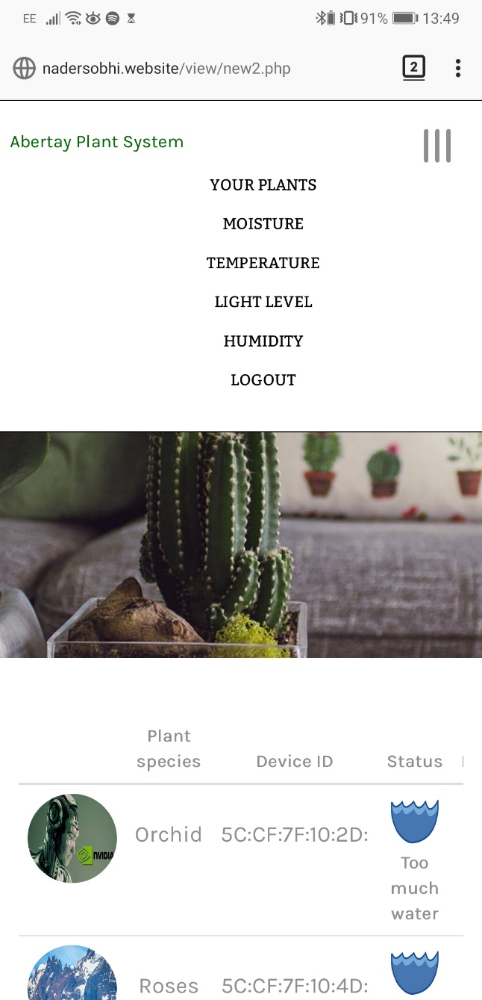 EE 91% 13:49
nadersobhi.website/view/new2.php 2
Abertay Plant System
YOUR PLANTS
MOISTURE
TEMPERATURE
LIGHT LEVEL
HUMIDITY
LOGOUT
Plant
species Device ID Status
NVIDIA
Orchid 5C:CF:7F:10:2D:
Too
much
water
Roses 5C:CF:7F:10:4D: